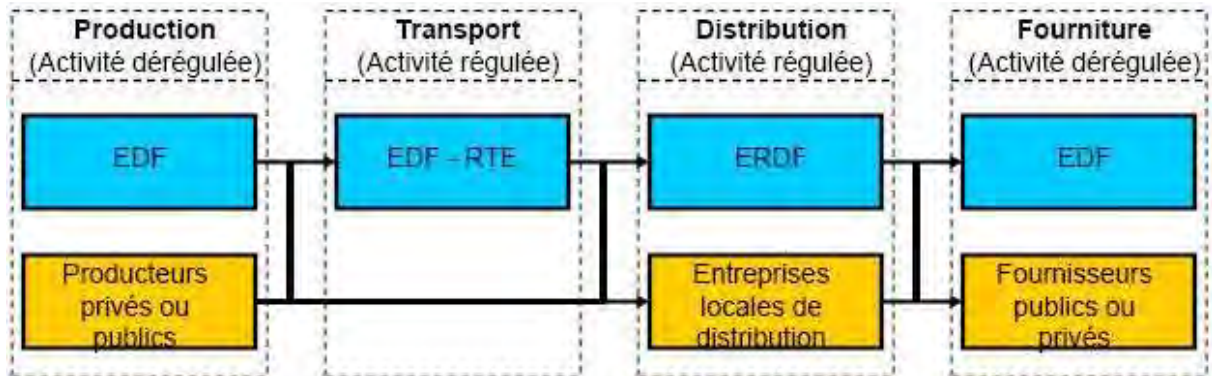 Production
(Activité dérégulée)
Transport
(Activité régulée)
Distribution
(Activité régulée)
Fourniture
(Activité dérégulée)
EDF
EDF - RTE
ERDF
EDF
Producteurs
privés ou
publics
Entreprises
locales de
distribution
Fournisseurs
publics ou
privés